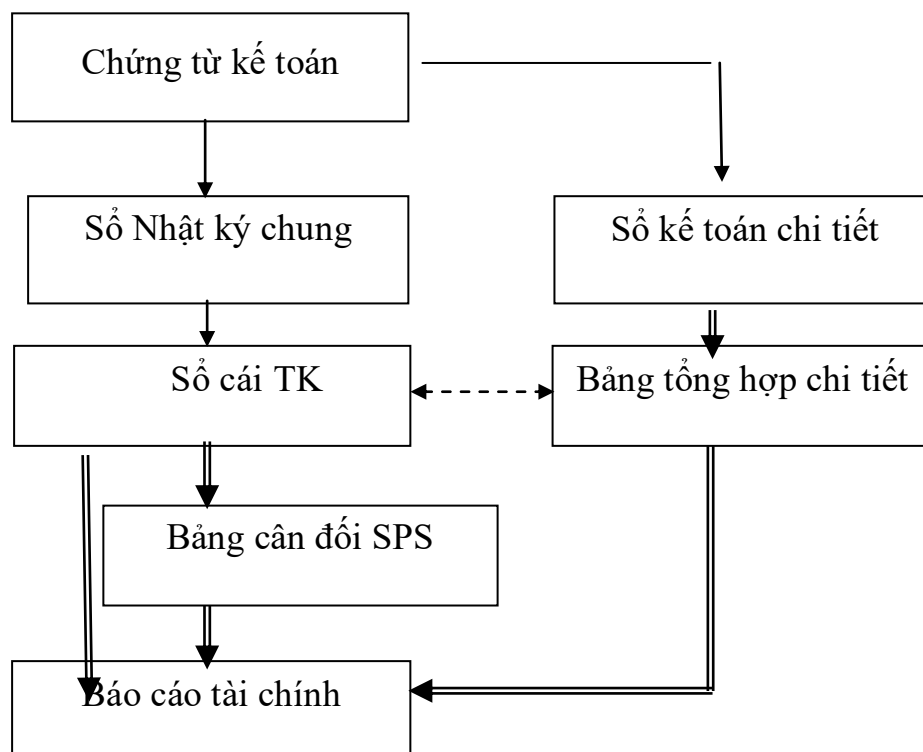 Chứng từ kế toán
Sổ Nhật ký chung
Sổ kế toán chi tiết
Sổ cái TK
Bảng tổng hợp chi tiết
Bảng cân đối SPS
Báo cáo tài chính